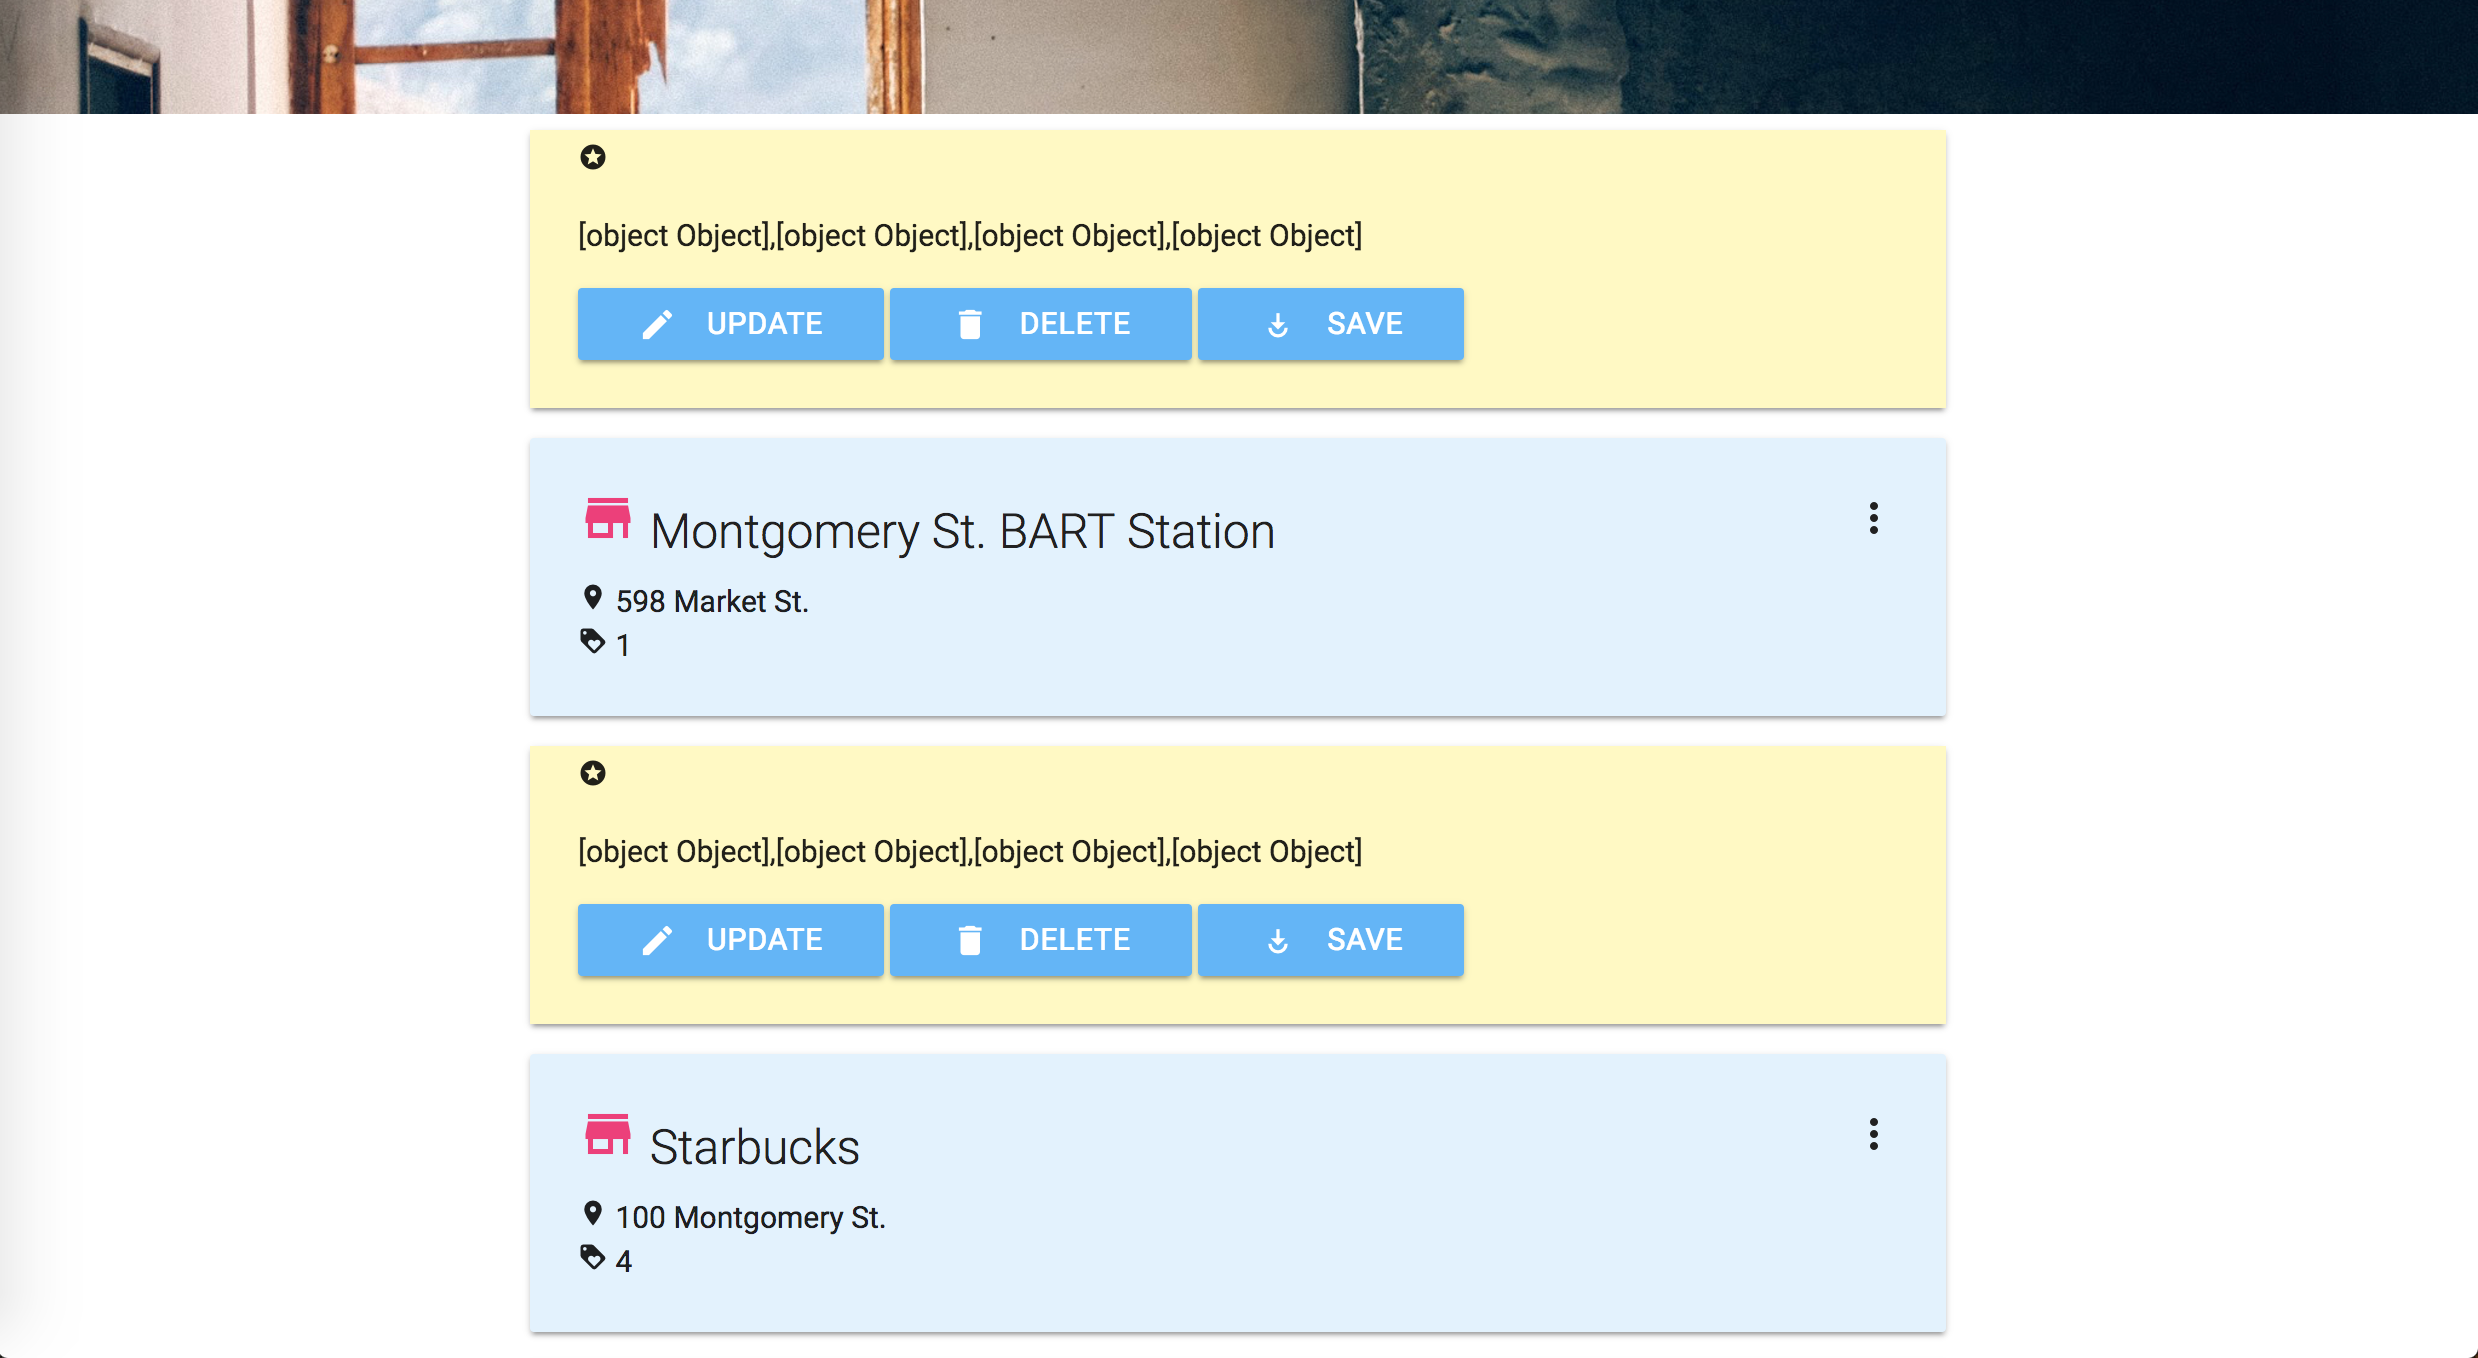 [object Object],[object Object],[object Object],[object Object]
UPDATE DELETE SAVE
Montgomery St. BART Station
598 Market St.
1
[object Object],[object Object],[object Object],[object Object]
UPDATE DELETE SAVE
Starbucks
100 Montgomery St.
4